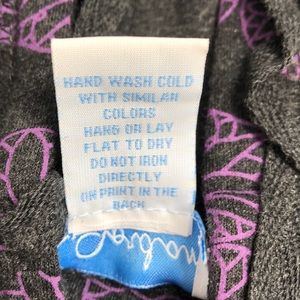 HAND WASH COLD
WITH SIMILAR
COLORS
HANG OR LAY
FLAT TO DRY
DO NOT IRON
DIRECTLY
ON PRINT IN THE
BACK